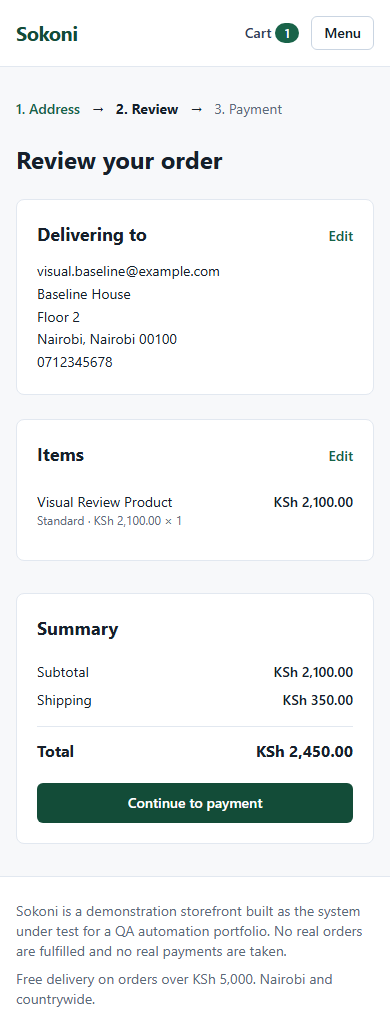 Sokoni
Cart 1
Menu
1. Address → 2. Review → 3. Payment
Review your order
Delivering to
Edit
visual.baseline@example.com
Baseline House
Floor 2
Nairobi, Nairobi 00100
0712345678
Items
Edit
Visual Review Product
KSh 2,100.00
Standard · KSh 2,100.00 × 1
Summary
Subtotal
KSh 2,100.00
Shipping
KSh 350.00
Total
KSh 2,450.00
Continue to payment
Sokoni is a demonstration storefront built as the system
under test for a QA automation portfolio. No real orders
are fulfilled and no real payments are taken.
Free delivery on orders over KSh 5,000. Nairobi and
countrywide.